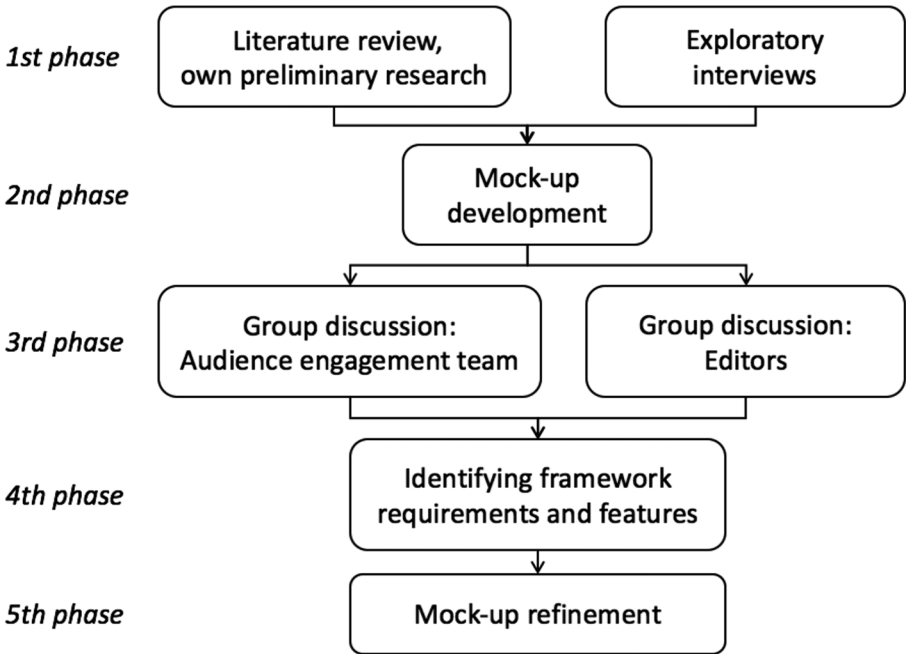 1st phase
Literature review,
own preliminary research
Exploratory
interviews
2nd phase
Mock-up
development
3rd phase
Group discussion:
Audience engagement team
Group discussion:
Editors
4th phase
Identifying framework
requirements and features
5th phase
Mock-up refinement